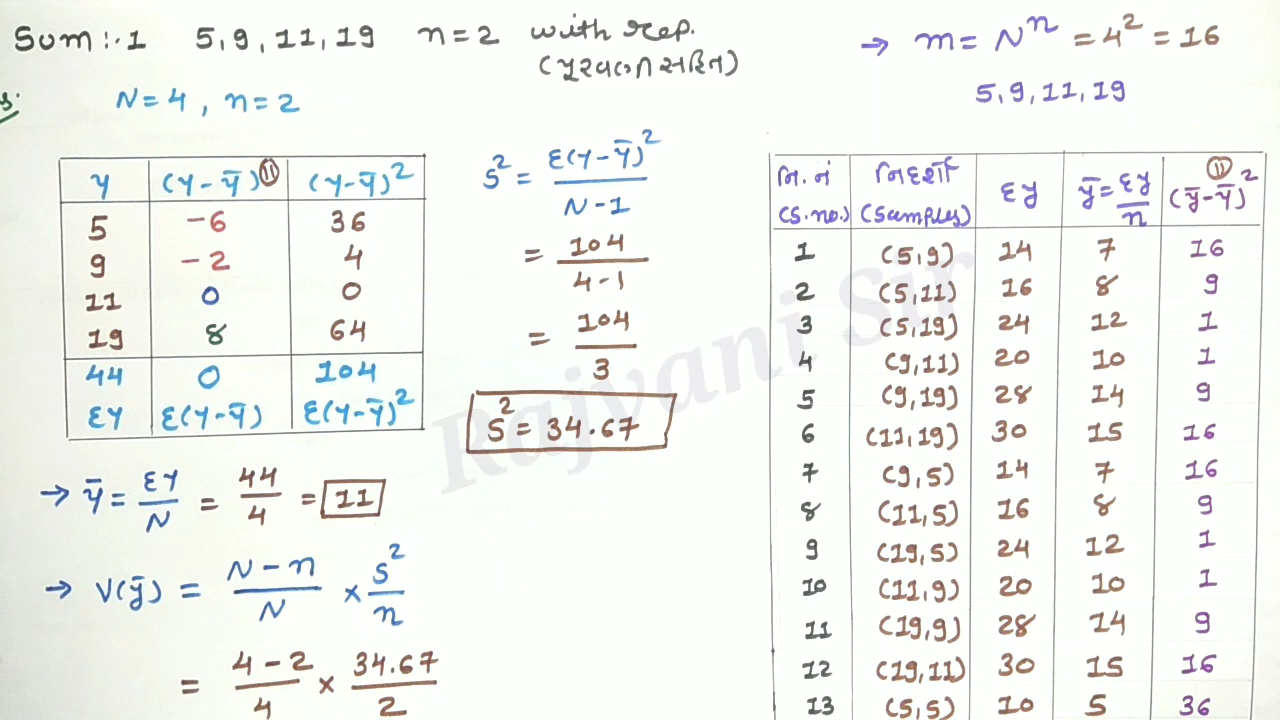 Sum:-1 5, 9, 11, 19 n=2 with rep.
(પુરવણી સહિત)
N=4, n=2
Y (Y-Ȳ) 11 (Y-Ȳ)²
5 -6 36
9 -2 4
11 0 0
19 8 64
44 0 104
ΣY Σ(Y-Ȳ) Σ(Y-Ȳ)²
→ Ȳ = ΣY/N = 44/4 = 11
→ V(ȳ) = N-n/N × S²/n
= 4-2/4 × 34.67/2
S² = Σ(Y-Ȳ)²/N-1
= 104/4-1
= 104/3
S² = 34.67
→ m = Nⁿ = 4² = 16
5, 9, 11, 19
નિ.નં (S.no.) નિદર્શ (Samples) Σy ȳ=Σy/n 11 (ȳ-Ȳ)²
1 (5,9) 14 7 16
2 (5,11) 16 8 9
3 (5,19) 24 12 1
4 (9,11) 20 10 1
5 (9,19) 28 14 9
6 (11,19) 30 15 16
7 (9,5) 14 7 16
8 (11,5) 16 8 9
9 (19,5) 24 12 1
10 (11,9) 20 10 1
11 (19,9) 28 14 9
12 (19,11) 30 15 16
13 (5,5) 10 5 36
Rajvani Sir